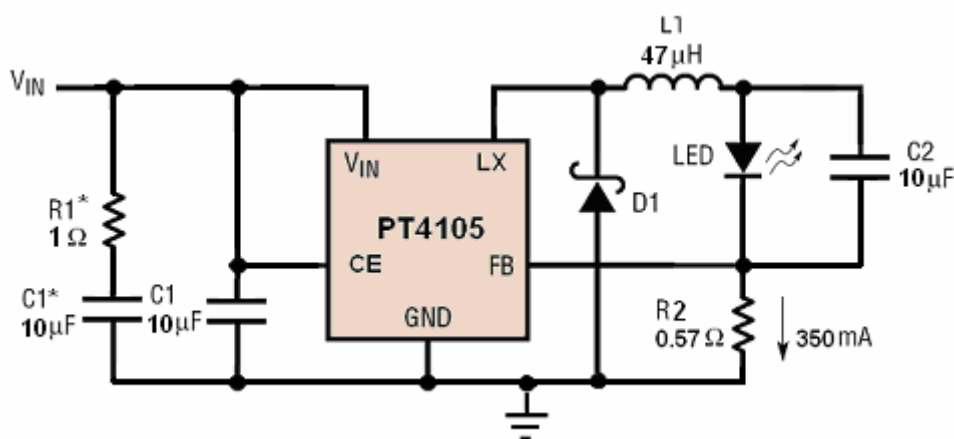 L1
47μH
VIN
VIN
LX
LED
C2
10μF
R1*
1Ω
D1
PT4105
CE
FB
C1*
10μF
C1
10μF
GND
R2
0.57Ω
350mA